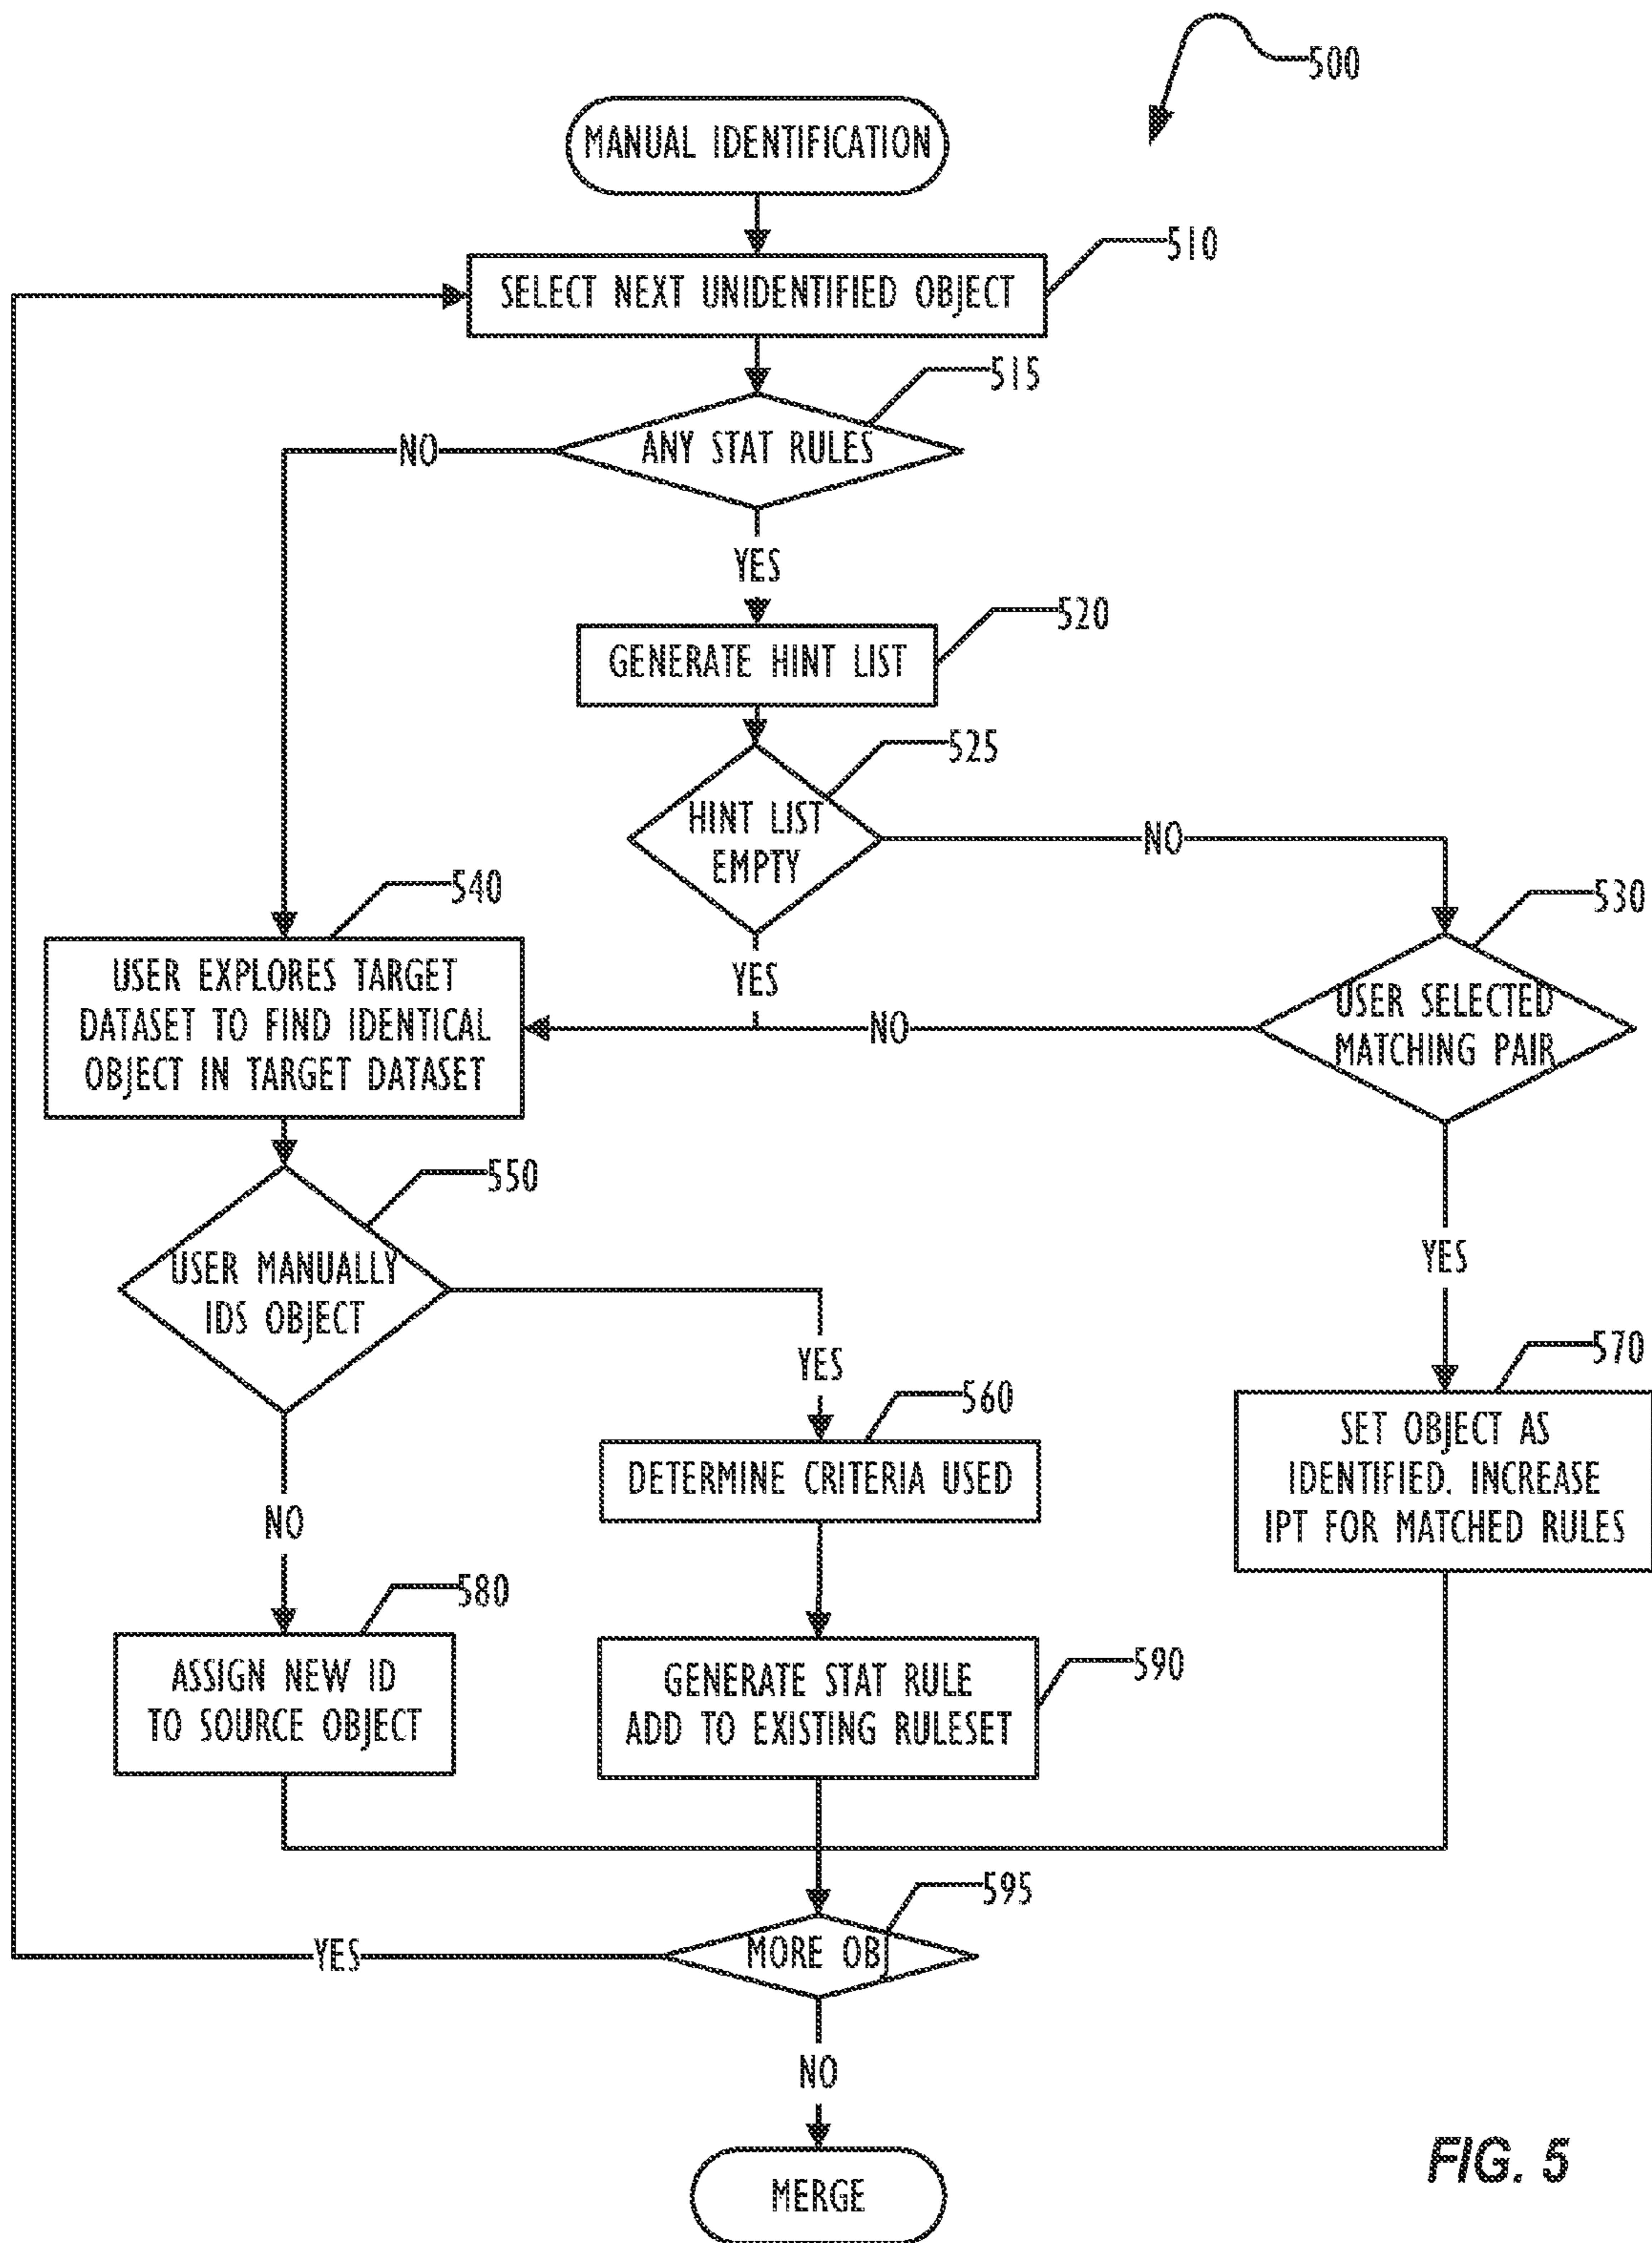 500
MANUAL IDENTIFICATION
510
SELECT NEXT UNIDENTIFIED OBJECT
515
ANY STAT RULES
NO
YES
520
GENERATE HINT LIST
525
HINT LIST
EMPTY
NO
YES
530
USER SELECTED
MATCHING PAIR
NO
YES
540
USER EXPLORES TARGET
DATASET TO FIND IDENTICAL
OBJECT IN TARGET DATASET
550
USER MANUALLY
IDS OBJECT
YES
NO
560
DETERMINE CRITERIA USED
570
SET OBJECT AS
IDENTIFIED. INCREASE
IPT FOR MATCHED RULES
580
ASSIGN NEW ID
TO SOURCE OBJECT
590
GENERATE STAT RULE
ADD TO EXISTING RULESET
595
MORE OBJ
YES
NO
MERGE
FIG. 5